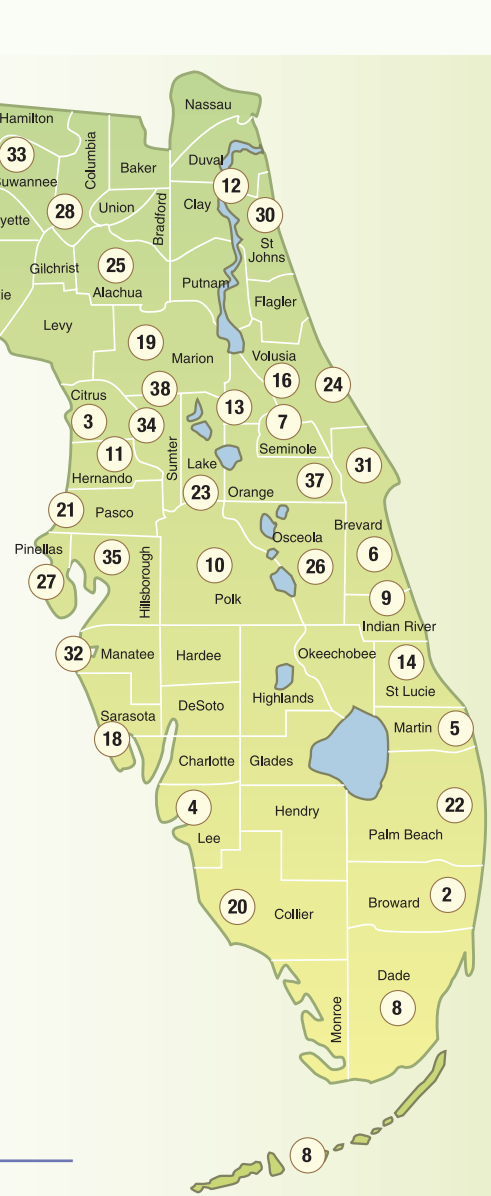 Nassau
Hamilton
33
uwannee
Columbia
Baker
Duval
12
28
Union
Bradford
Clay
30
yette
St
Johns
Gilchrist
25
Alachua
Putnam
ie
Flagler
Levy
19
Marion
Volusia
16
24
Citrus
38
3
34
13
7
11
Sumter
Seminole
Hernando
Lake
31
23
Orange
37
21
Pasco
Brevard
Pinellas
35
Osceola
6
27
Hillsborough
10
26
Polk
9
Indian River
32
Manatee
Hardee
Okeechobee
14
St Lucie
Highlands
Sarasota
DeSoto
18
Martin
5
Charlotte
Glades
4
Lee
Hendry
22
Palm Beach
20
Collier
Broward
2
Dade
8
Monroe
8